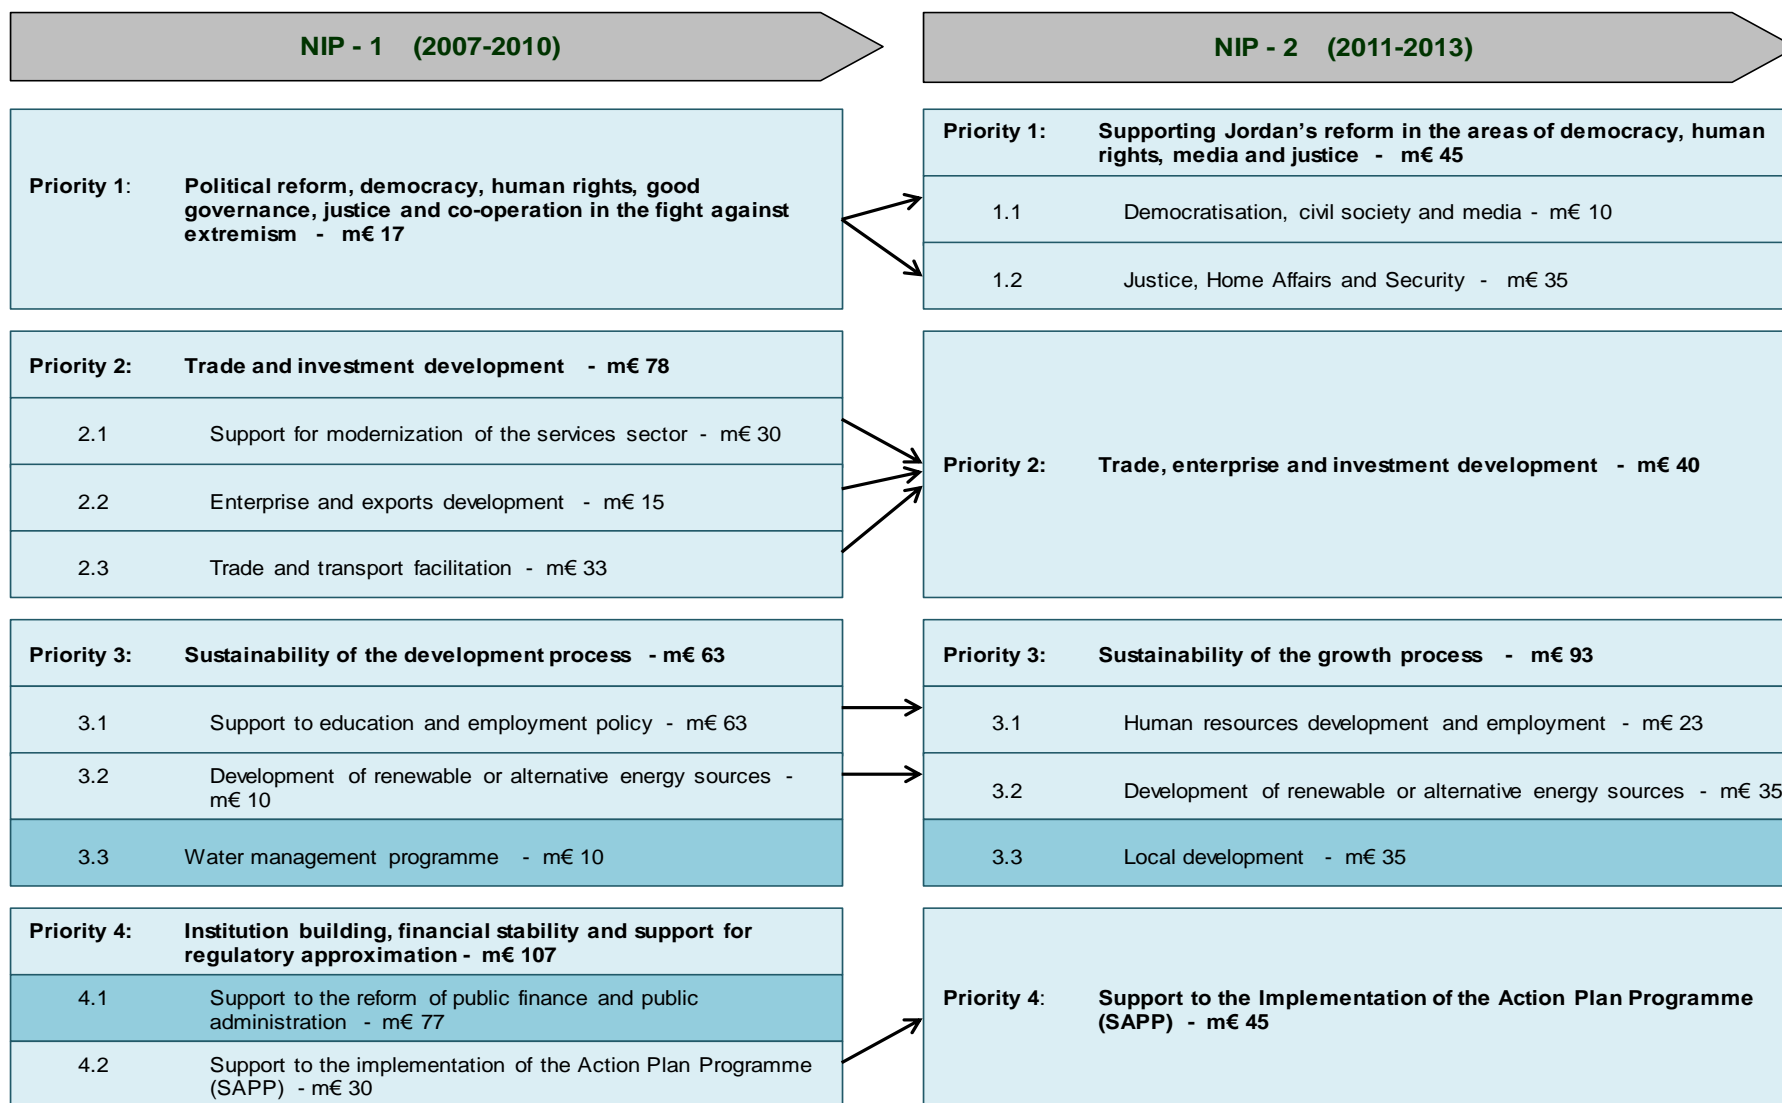 NIP - 1 (2007-2010)
Priority 1: Political reform, democracy, human rights, good
governance, justice and co-operation in the fight against
extremism - m€ 17
Priority 2: Trade and investment development - m€ 78
2.1 Support for modernization of the services sector - m€ 30
2.2 Enterprise and exports development - m€ 15
2.3 Trade and transport facilitation - m€ 33
Priority 3: Sustainability of the development process - m€ 63
3.1 Support to education and employment policy - m€ 63
3.2 Development of renewable or alternative energy sources -
m€ 10
3.3 Water management programme - m€ 10
Priority 4: Institution building, financial stability and support for
regulatory approximation - m€ 107
4.1 Support to the reform of public finance and public
administration - m€ 77
4.2 Support to the implementation of the Action Plan Programme
(SAPP) - m€ 30
NIP - 2 (2011-2013)
Priority 1: Supporting Jordan's reform in the areas of democracy, human
rights, media and justice - m€ 45
1.1 Democratisation, civil society and media - m€ 10
1.2 Justice, Home Affairs and Security - m€ 35
Priority 2: Trade, enterprise and investment development - m€ 40
Priority 3: Sustainability of the growth process - m€ 93
3.1 Human resources development and employment - m€ 23
3.2 Development of renewable or alternative energy sources - m€ 35
3.3 Local development - m€ 35
Priority 4: Support to the Implementation of the Action Plan Programme
(SAPP) - m€ 45